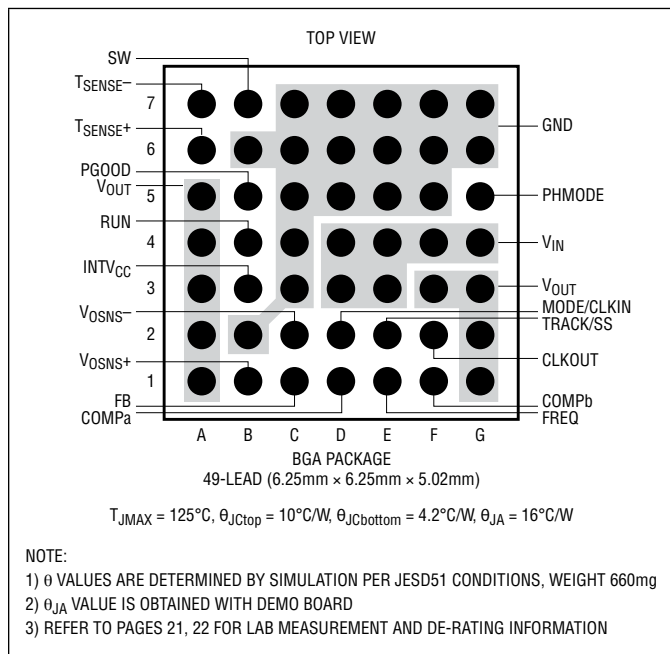 TOP VIEW
SW
TSENSE–
7
TSENSE+
GND
6
PGOOD
VOUT
5
PHMODE
RUN
4
VIN
INTVCC
3
VOUT
VOSNS–
MODE/CLKIN
TRACK/SS
2
VOSNS+
CLKOUT
1
FB
COMPb
COMPa
FREQ
A B C D E F G
BGA PACKAGE
49-LEAD (6.25mm × 6.25mm × 5.02mm)
TJMAX = 125°C, θJCtop = 10°C/W, θJCbottom = 4.2°C/W, θJA = 16°C/W
NOTE:
1) θ VALUES ARE DETERMINED BY SIMULATION PER JESD51 CONDITIONS, WEIGHT 660mg
2) θJA VALUE IS OBTAINED WITH DEMO BOARD
3) REFER TO PAGES 21, 22 FOR LAB MEASUREMENT AND DE-RATING INFORMATION